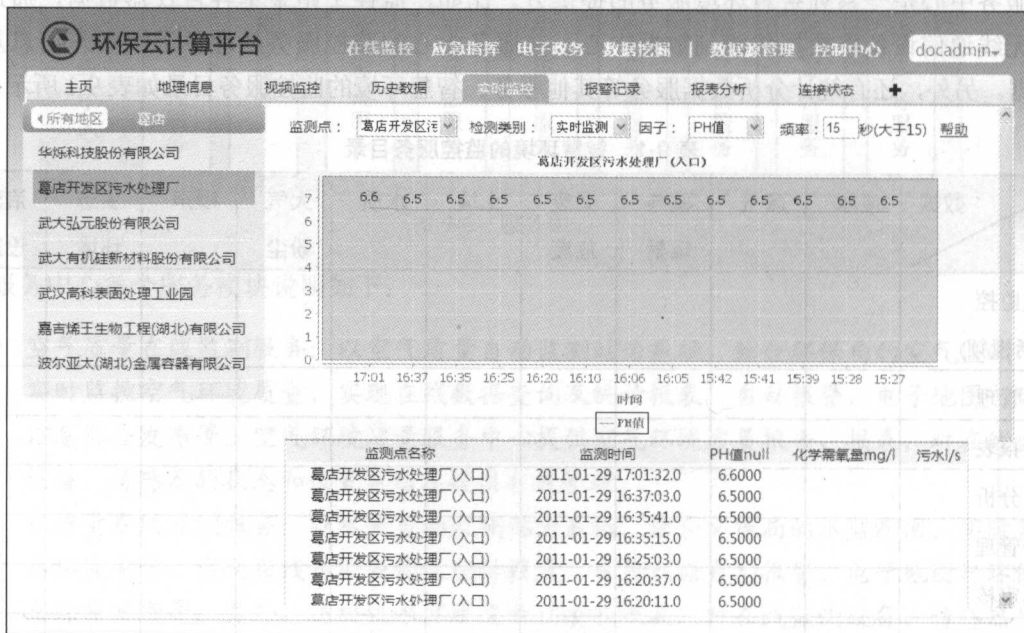 环保云计算平台
在线监控 应急指挥 电子政务 数据挖掘 | 数据源管理 控制中心 docadmin
主页 地理信息 视频监控 历史数据 实时监控 报警记录 报表分析 连接状态
所有地区 葛店
监测点： 葛店开发区污 检测类别： 实时监测 因子： PH值 频率：15 秒(大于15) 帮助
华烁科技股份有限公司
葛店开发区污水处理厂
武大弘元股份有限公司
武大有机硅新材料股份有限公司
武汉高科表面处理工业园
嘉吉烯王生物工程(湖北)有限公司
波尔亚太(湖北)金属容器有限公司
葛店开发区污水处理厂(入口)
6.6 6.5 6.5 6.5 6.5 6.5 6.5 6.5 6.5 6.5 6.5 6.5 6.5
7
6
5
4
3
2
1
0
17:01 16:37 16:35 16:25 16:20 16:10 16:06 16:05 15:42 15:41 15:39 15:28 15:27
时间
PH值
监测点名称 监测时间 PH值null 化学需氧量mg/l 污水l/s
葛店开发区污水处理厂(入口) 2011-01-29 17:01:32.0 6.6000
葛店开发区污水处理厂(入口) 2011-01-29 16:37:03.0 6.5000
葛店开发区污水处理厂(入口) 2011-01-29 16:35:41.0 6.5000
葛店开发区污水处理厂(入口) 2011-01-29 16:35:15.0 6.5000
葛店开发区污水处理厂(入口) 2011-01-29 16:25:03.0 6.5000
葛店开发区污水处理厂(入口) 2011-01-29 16:20:37.0 6.5000
葛店开发区污水处理厂(入口) 2011-01-29 16:20:11.0 6.5000